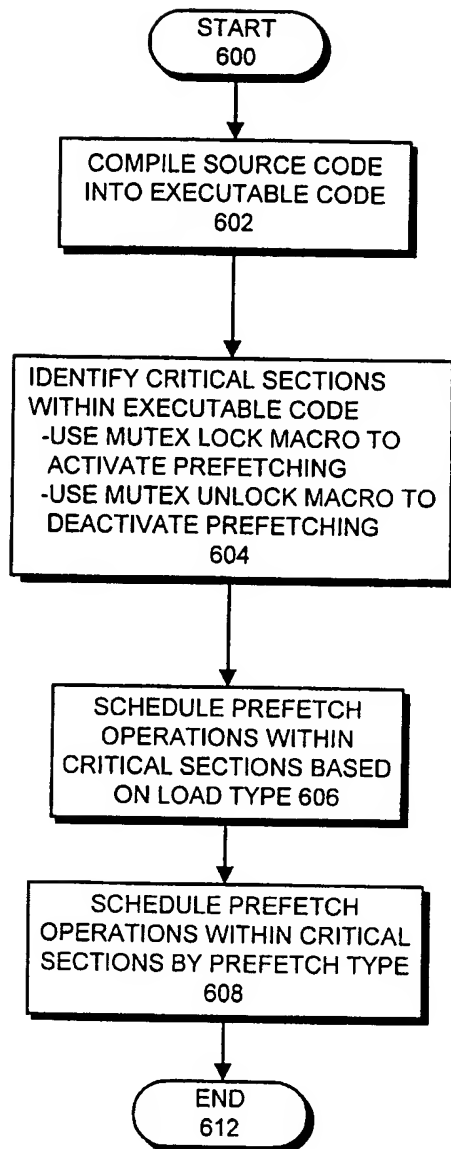 START
600
COMPILE SOURCE CODE
INTO EXECUTABLE CODE
602
IDENTIFY CRITICAL SECTIONS
WITHIN EXECUTABLE CODE
-USE MUTEX LOCK MACRO TO
ACTIVATE PREFETCHING
-USE MUTEX UNLOCK MACRO TO
DEACTIVATE PREFETCHING
604
SCHEDULE PREFETCH
OPERATIONS WITHIN
CRITICAL SECTIONS BASED
ON LOAD TYPE 606
SCHEDULE PREFETCH
OPERATIONS WITHIN CRITICAL
SECTIONS BY PREFETCH TYPE
608
END
612